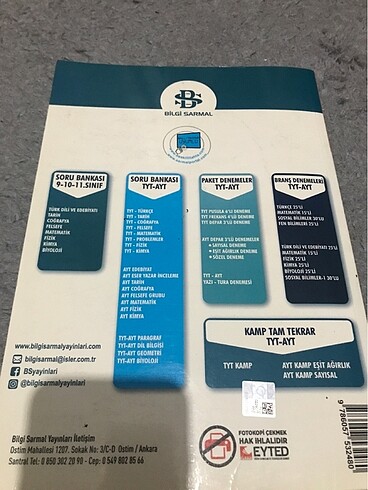 BİLGİ SARMAL
SORU BANKASI
9-10-11.SINIF
TÜRK DİLİ VE EDEBİYATI
TARİH
COĞRAFYA
FELSEFE
MATEMATİK
FİZİK
KİMYA
BİYOLOJİ
SORU BANKASI
TYT-AYT
TYT - TÜRKÇE
TYT - TARİH
TYT - COĞRAFYA
TYT - FELSEFE
TYT - MATEMATİK
TYT - PROBLEMLER
TYT - FİZİK
TYT - KİMYA
AYT EDEBİYAT
AYT ESER YAZAR İNCELEME
AYT TARİH
AYT COĞRAFYA
AYT FELSEFE GRUBU
AYT MATEMATİK
AYT FİZİK
AYT KİMYA
TYT-AYT PARAGRAF
TYT-AYT DİL BİLGİSİ
TYT-AYT GEOMETRİ
TYT-AYT BİYOLOJİ
PAKET DENEMELER
TYT-AYT
TYT PUSULA 6'LI DENEME
TYT FREKANS 4'LÜ DENEME
TYT DEPAR 2'Lİ DENEME
AYT DEPAR 3'LÜ DENEMELER
• SAYISAL DENEME
• EŞİT AĞIRLIK DENEME
• SÖZEL DENEME
TYT - AYT
YAZI - TURA DENEMESİ
BRANŞ DENEMELERİ
TYT-AYT
TÜRKÇE 25'Lİ
MATEMATİK 15'Lİ
SOSYAL BİLİMLER 30'LU
FEN BİLİMLERİ 25'Lİ
TÜRK DİLİ VE EDEBİYATI 25'Lİ
MATEMATİK 15'Lİ
FİZİK 25'Lİ
KİMYA 25'Lİ
BİYOLOJİ 25'Lİ
SOSYAL BİLİMLER-1 30'LU
KAMP TAM TEKRAR
TYT-AYT
TYT KAMP
AYT KAMP EŞİT AĞIRLIK
AYT KAMP SAYISAL
www.bilgisarmalyayinlari.com
bilgisarmal@isler.com.tr
BSyayinlari
@bilgisarmalyayinlari
Bilgi Sarmal Yayınları İletişim
Ostim Mahallesi 1207. Sokak No: 3/C-D Ostim / Ankara
Santral Tel: 0 850 302 20 90 - Cep: 0 549 802 85 66
FOTOKOPİ ÇEKMEK
HAK İHLALİDİR
EYTED
9 786057 532480